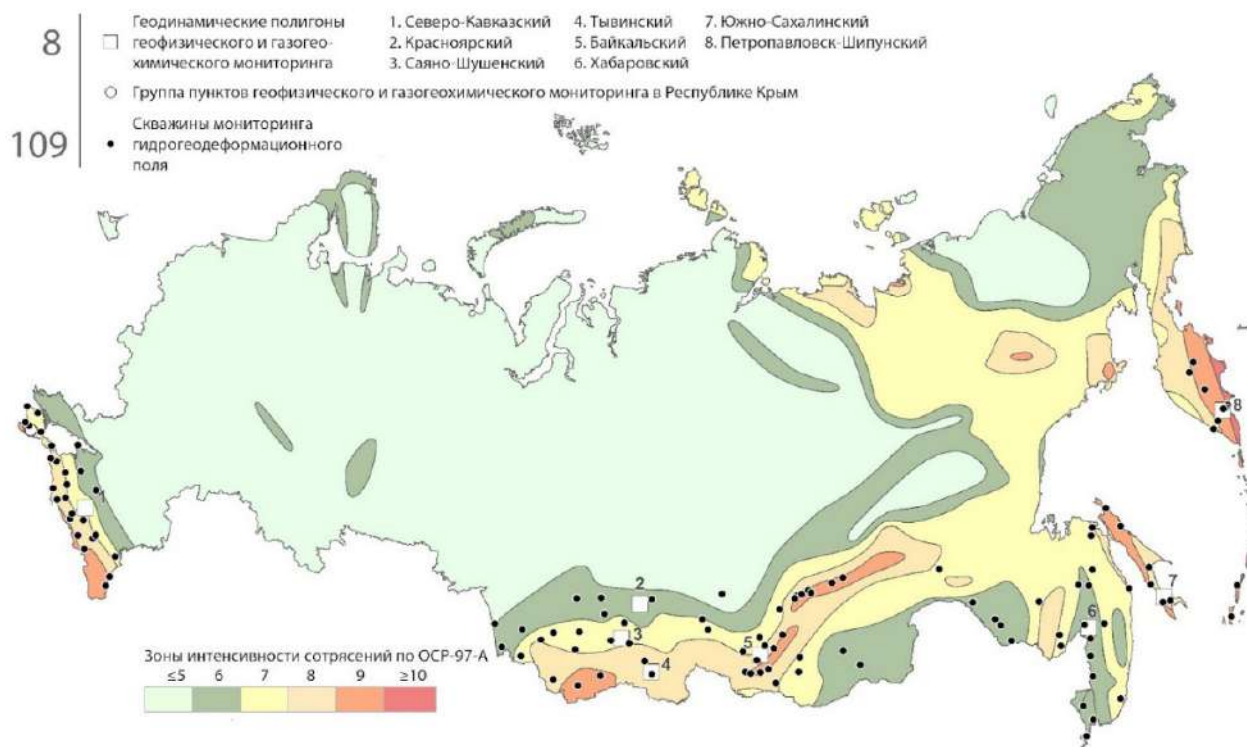 8
Геодинамические полигоны
геофизического и газогео-
химического мониторинга
1. Северо-Кавказский
2. Красноярский
3. Саяно-Шушенский
4. Тывинский
5. Байкальский
6. Хабаровский
7. Южно-Сахалинский
8. Петропавловск-Шипунский
Группа пунктов геофизического и газогеохимического мониторинга в Республике Крым
109
Скважины мониторинга
гидрогеодеформационного
поля
8
1
2
7
6
3
5
4
Зоны интенсивности сотрясений по ОСР-97-А
≤5 6 7 8 9 ≥10